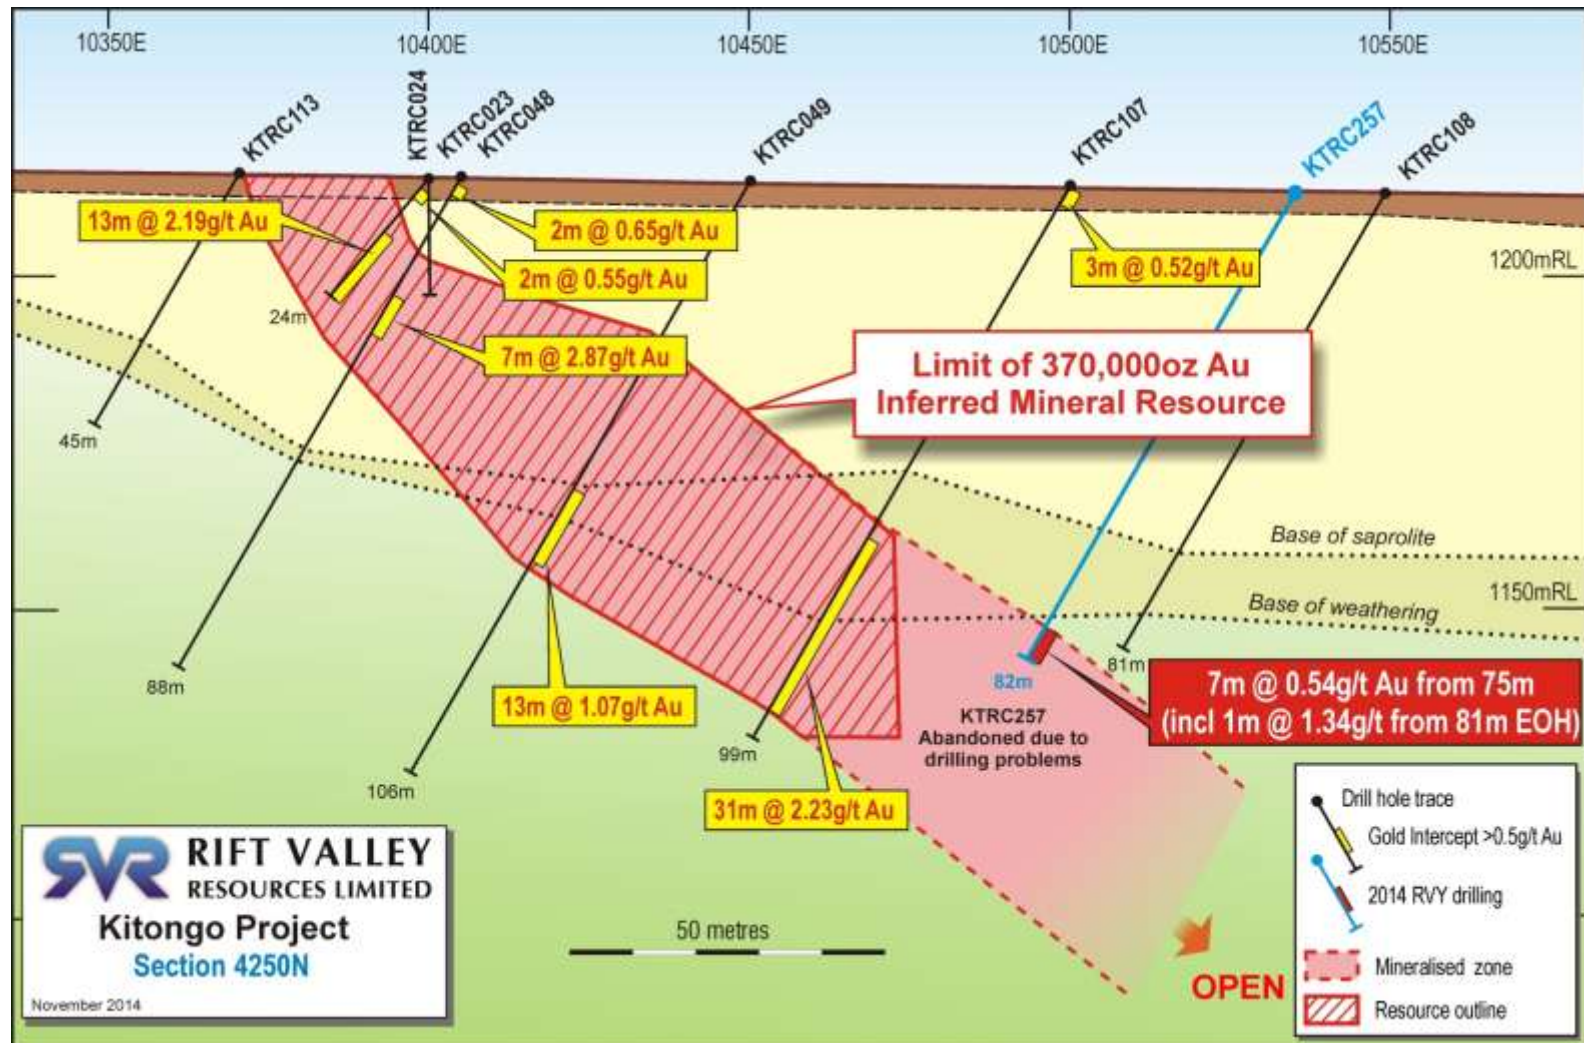 10350E
10400E
10450E
10500E
10550E
KTRC113
KTRC024
KTRC023
KTRC048
KTRC049
KTRC107
KTRC257
KTRC108
13m @ 2.19g/t Au
2m @ 0.65g/t Au
2m @ 0.55g/t Au
3m @ 0.52g/t Au
1200mRL
24m
7m @ 2.87g/t Au
Limit of 370,000oz Au
Inferred Mineral Resource
45m
Base of saprolite
1150mRL
Base of weathering
88m
13m @ 1.07g/t Au
82m
81m
7m @ 0.54g/t Au from 75m
(incl 1m @ 1.34g/t from 81m EOH)
KTRC257
Abandoned due to
drilling problems
99m
106m
31m @ 2.23g/t Au
SVR
RIFT VALLEY
RESOURCES LIMITED
Kitongo Project
Section 4250N
November 2014
50 metres
OPEN
Drill hole trace
Gold Intercept >0.5g/t Au
2014 RVY drilling
Mineralised zone
Resource outline